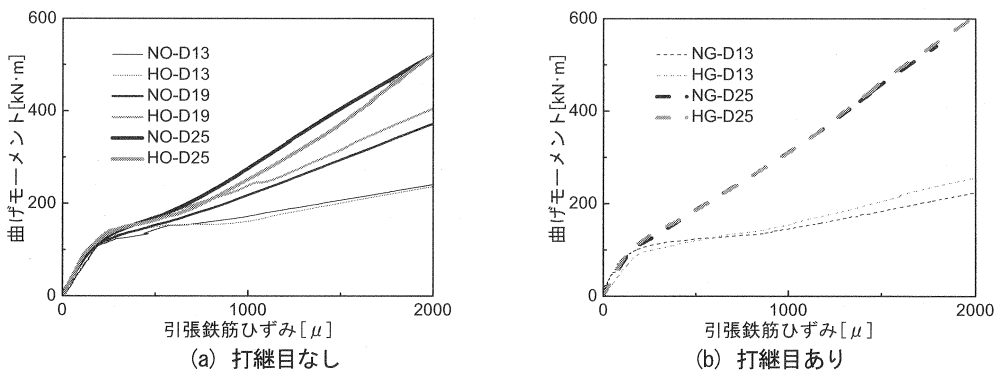 600
400
200
0
曲げモーメント[kN·m]
NO-D13
HO-D13
NO-D19
HO-D19
NO-D25
HO-D25
0
1000
2000
引張鉄筋ひずみ[μ]
(a) 打継目なし
600
400
200
0
曲げモーメント[kN·m]
NG-D13
HG-D13
NG-D25
HG-D25
0
1000
2000
引張鉄筋ひずみ[μ]
(b) 打継目あり